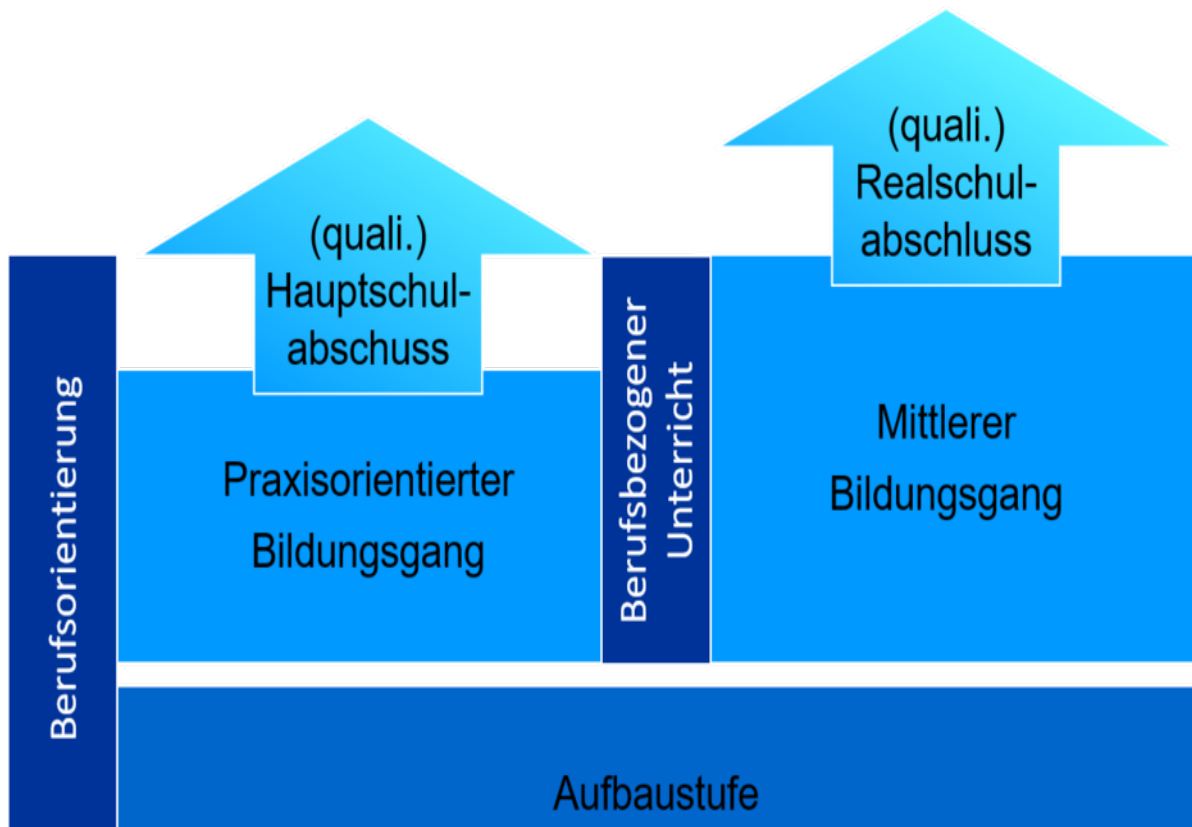 (quali.)
Realschul-
abschluss
(quali.)
Hauptschul-
abschuss
Berufsorientierung
Praxisorientierter
Bildungsgang
Berufsbezogener
Unterricht
Mittlerer
Bildungsgang
Aufbaustufe